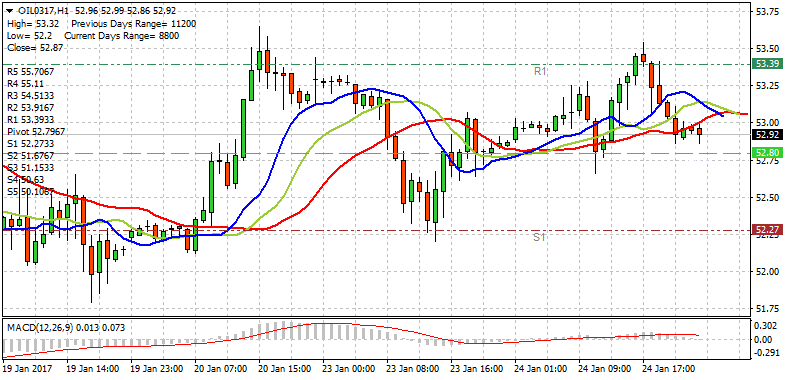 OIL0317,H1 52.96 52.99 52.86 52.92
High= 53.32 Previous Days Range= 11200
Low= 52.2 Current Days Range= 8800
Close= 52.87
R5 55.7067
R4 55.11
R3 54.5133
R2 53.9167
R1 53.3933
Pivot 52.7967
S1 52.2733
S2 51.6767
S3 51.1533
S4 50.63
S5 50.1067
R1
S1
53.75
53.50
53.39
53.25
53.00
52.92
52.80
52.75
52.50
52.27
52.25
52.00
51.75
MACD(12,26,9) 0.013 0.073
0.302
0.00
-0.291
19 Jan 2017
19 Jan 15:00
19 Jan 23:00
20 Jan 07:00
20 Jan 15:00
23 Jan 00:00
23 Jan 08:00
23 Jan 16:00
24 Jan 01:00
24 Jan 09:00
24 Jan 17:00